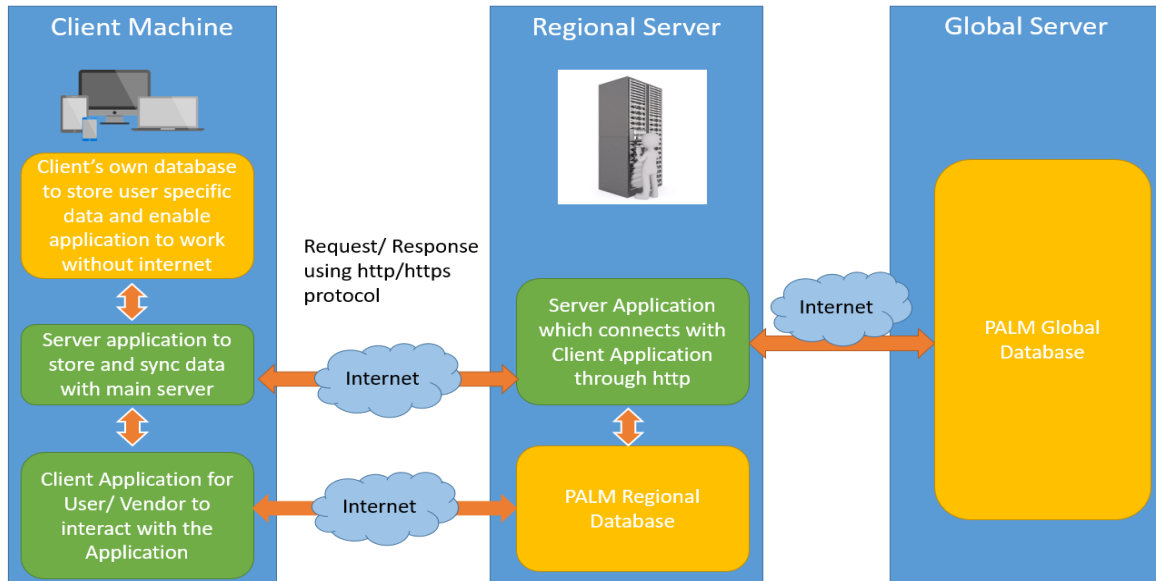 Client Machine
Client's own database
to store user specific
data and enable
application to work
without internet
Server application to
store and sync data
with main server
Client Application for
User/ Vendor to
interact with the
Application
Request/ Response
using http/https
protocol
Internet
Internet
Regional Server
Server Application
which connects with
Client Application
through http
PALM Regional
Database
Internet
Global Server
PALM Global
Database